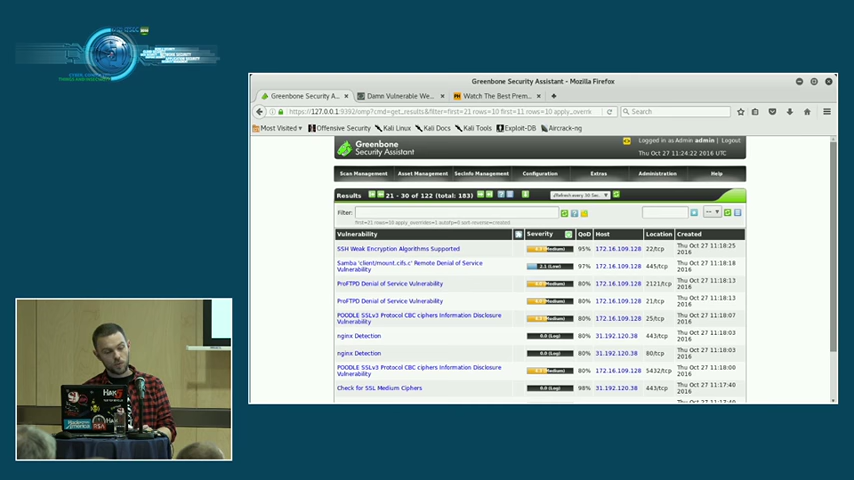 Greenbone Security Assistant - Mozilla Firefox
Greenbone Security A...
Damn Vulnerable We...
Watch The Best Prem...
https://127.0.0.1:9392/omp?cmd=get_results&filter=first=21 rows=10 first=11 rows=10 apply_overri
Search
Most Visited
Offensive Security
Kali Linux
Kali Docs
Kali Tools
Exploit-DB
Aircrack-ng
Greenbone
Security Assistant
Logged in as Admin admin | Logout
Thu Oct 27 11:24:22 2016 UTC
Scan Management
Asset Management
SecInfo Management
Configuration
Extras
Administration
Help
Results
21 - 30 of 122 (total: 183)
Filter:
Vulnerability
Severity
QoD
Host
Location
Created
SSH Weak Encryption Algorithms Supported
95%
172.16.109.128
22/tcp
Thu Oct 27 11:18:25
2016
Samba 'client/mount.cifs.c' Remote Denial of Service
Vulnerability
2.1 (Low)
97%
172.16.109.128
445/tcp
Thu Oct 27 11:18:18
2016
ProFTPD Denial of Service Vulnerability
80%
172.16.109.128
2121/tcp
Thu Oct 27 11:18:13
2016
ProFTPD Denial of Service Vulnerability
80%
172.16.109.128
21/tcp
Thu Oct 27 11:18:13
2016
POODLE SSLv3 Protocol CBC ciphers Information Disclosure
Vulnerability
80%
172.16.109.128
25/tcp
Thu Oct 27 11:18:07
2016
nginx Detection
0.0 (Log)
80%
31.192.120.38
443/tcp
Thu Oct 27 11:18:03
2016
nginx Detection
0.0 (Log)
80%
31.192.120.38
80/tcp
Thu Oct 27 11:18:03
2016
POODLE SSLv3 Protocol CBC ciphers Information Disclosure
Vulnerability
80%
172.16.109.128
5432/tcp
Thu Oct 27 11:18:00
2016
Check for SSL Medium Ciphers
0.0 (Log)
98%
31.192.120.38
443/tcp
Thu Oct 27 11:17:40
2016
HAK5